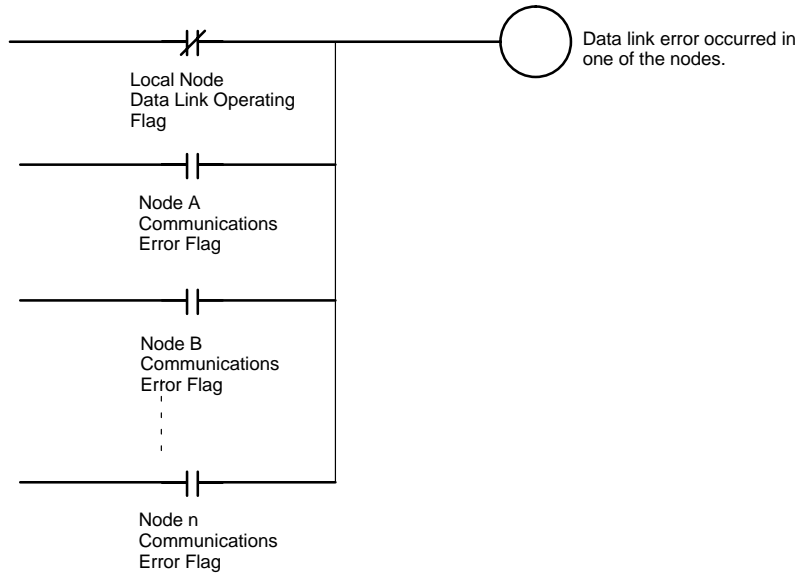 Data link error occurred in
one of the nodes.
Local Node
Data Link Operating
Flag
Node A
Communications
Error Flag
Node B
Communications
Error Flag
Node n
Communications
Error Flag